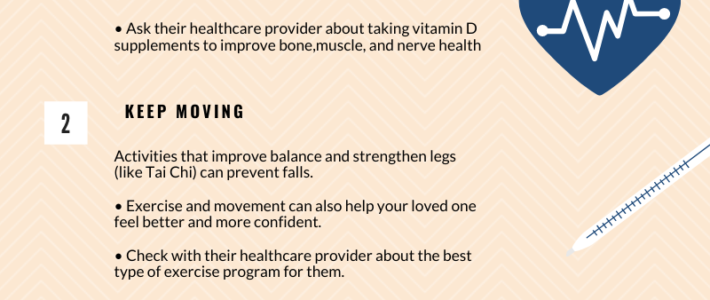 • Ask their healthcare provider about taking vitamin D
supplements to improve bone,muscle, and nerve health
2
KEEP MOVING
Activities that improve balance and strengthen legs
(like Tai Chi) can prevent falls.
• Exercise and movement can also help your loved one
feel better and more confident.
• Check with their healthcare provider about the best
type of exercise program for them.